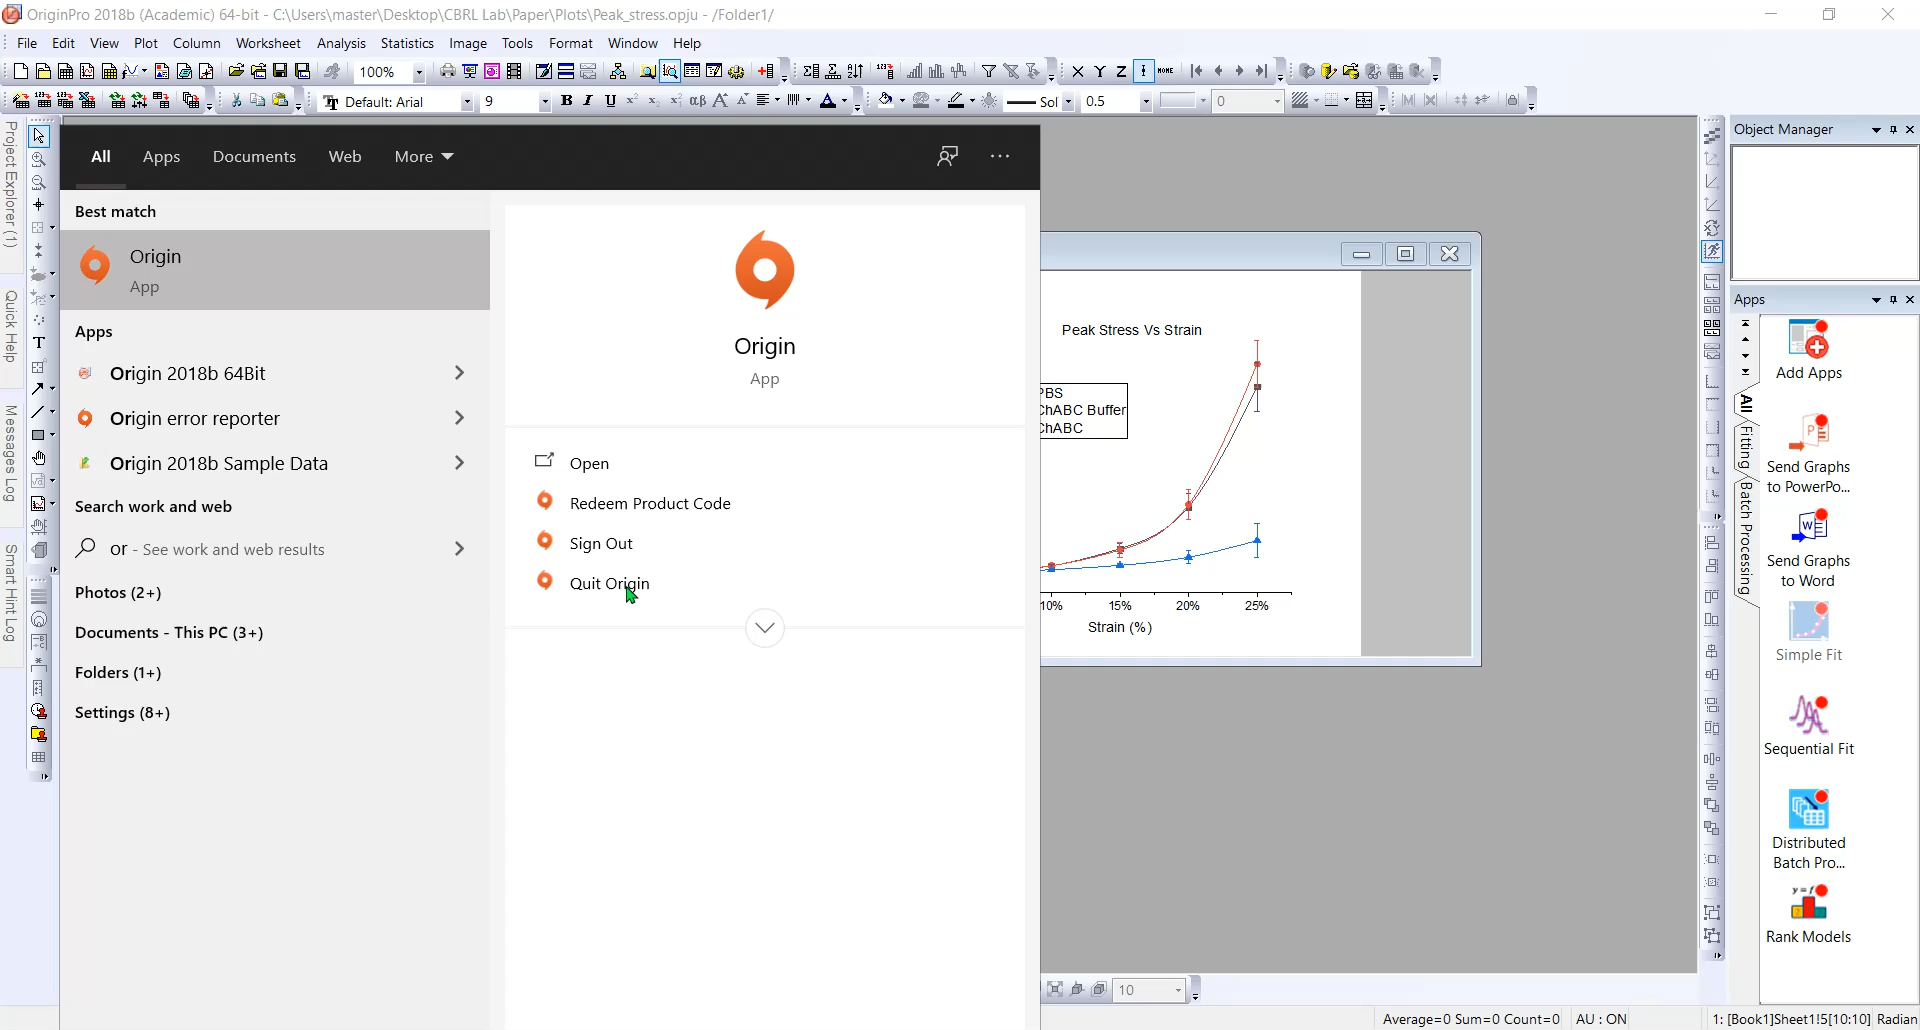 OriginPro 2018b (Academic) 64-bit - C:\Users\master\Desktop\CBRL Lab\Paper\Plots\Peak_stress.opju - /Folder1/
File Edit View Plot Column Worksheet Analysis Statistics Image Tools Format Window Help
100%
X Y Z
Default: Arial 9 B I U αβ Sol 0.5 0
Project Explorer (1)
Quick Help
Messages Log
Smart Hint Log
All Apps Documents Web More
Best match
Origin
App
Apps
Origin 2018b 64Bit
Origin error reporter
Origin 2018b Sample Data
Search work and web
or - See work and web results
Photos (2+)
Documents - This PC (3+)
Folders (1+)
Settings (8+)
Origin
App
Open
Redeem Product Code
Sign Out
Quit Origin
Peak Stress Vs Strain
PBS
ChABC Buffer
ChABC
10% 15% 20% 25%
Strain (%)
Object Manager
Apps
All
Fitting
Batch Processing
Add Apps
Send Graphs
to PowerPo...
Send Graphs
to Word
Simple Fit
Sequential Fit
Distributed
Batch Pro...
y=f
Rank Models
10
Average=0 Sum=0 Count=0 AU : ON 1: [Book1]Sheet1!5[10:10] Radian